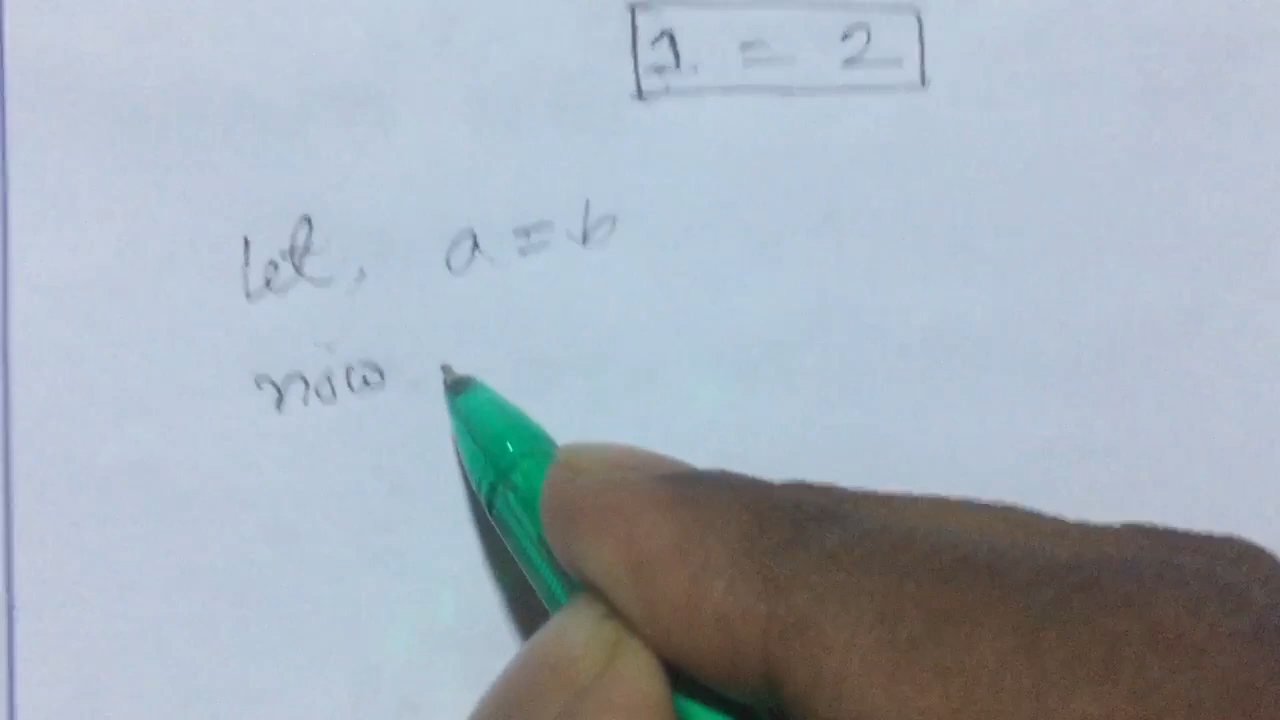 1 = 2
Let, a = b
now